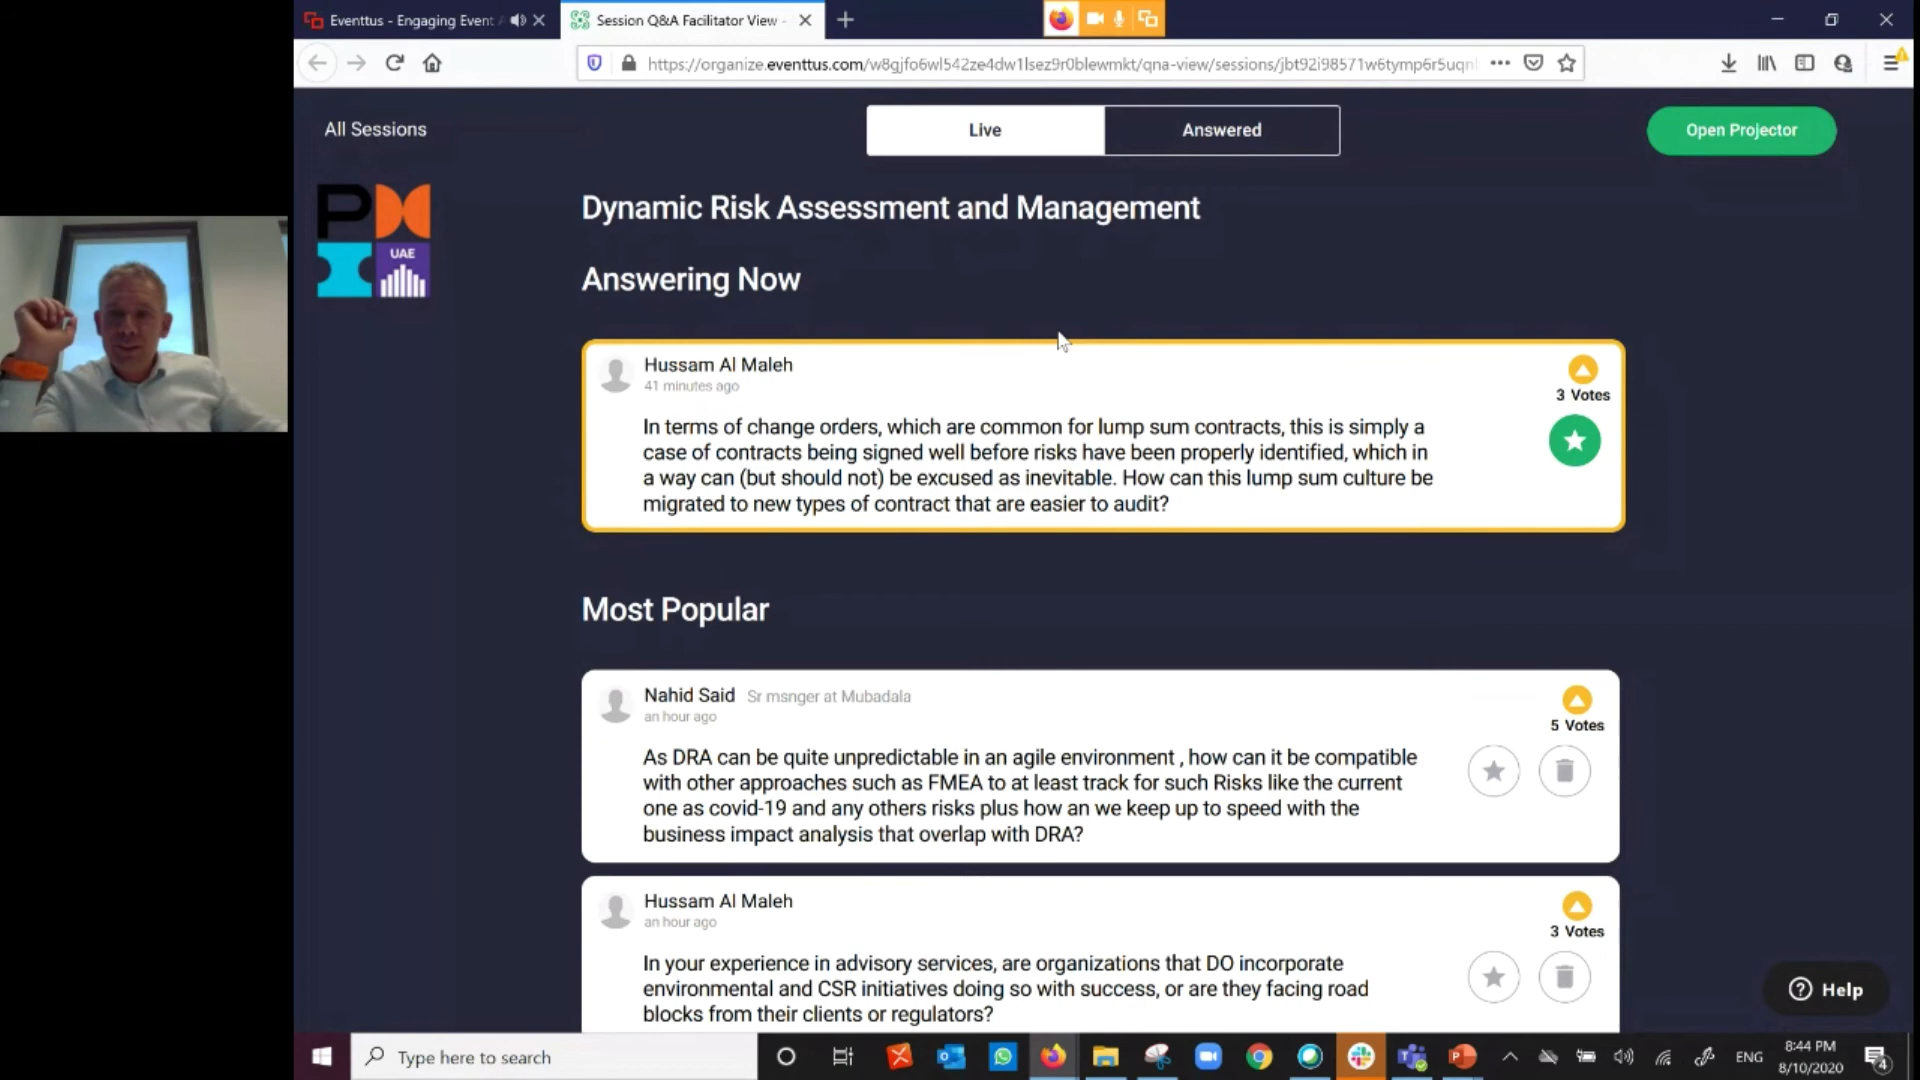 Eventtus - Engaging Event
Session Q&A Facilitator View -
https://organize.eventtus.com/w8gjfo6wl542ze4dw1lsez9r0blewmkt/qna-view/sessions/jbt92i98571w6tymp6r5uqn
All Sessions
Live
Answered
Open Projector
PM
UAE
Dynamic Risk Assessment and Management
Answering Now
Hussam Al Maleh
41 minutes ago
3 Votes
In terms of change orders, which are common for lump sum contracts, this is simply a
case of contracts being signed well before risks have been properly identified, which in
a way can (but should not) be excused as inevitable. How can this lump sum culture be
migrated to new types of contract that are easier to audit?
Most Popular
Nahid Said Sr msnger at Mubadala
an hour ago
5 Votes
As DRA can be quite unpredictable in an agile environment , how can it be compatible
with other approaches such as FMEA to at least track for such Risks like the current
one as covid-19 and any others risks plus how an we keep up to speed with the
business impact analysis that overlap with DRA?
Hussam Al Maleh
an hour ago
3 Votes
In your experience in advisory services, are organizations that DO incorporate
environmental and CSR initiatives doing so with success, or are they facing road
blocks from their clients or regulators?
Help
Type here to search
ENG
8:44 PM
8/10/2020
4